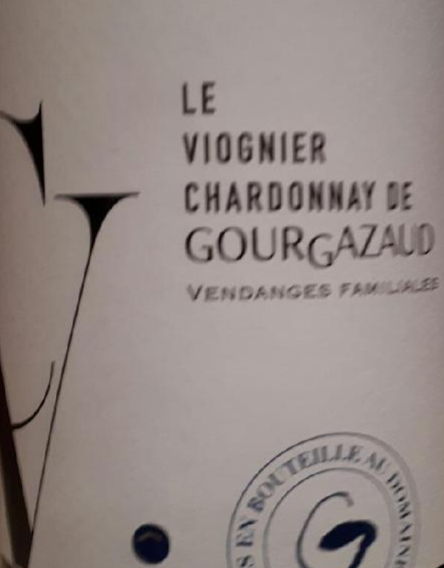 LE
VIOGNIER
CHARDONNAY DE
GOURGAZAUD
VENDANGES FAMILIALES
EN BOUTEILLE AU DOMAINE
G